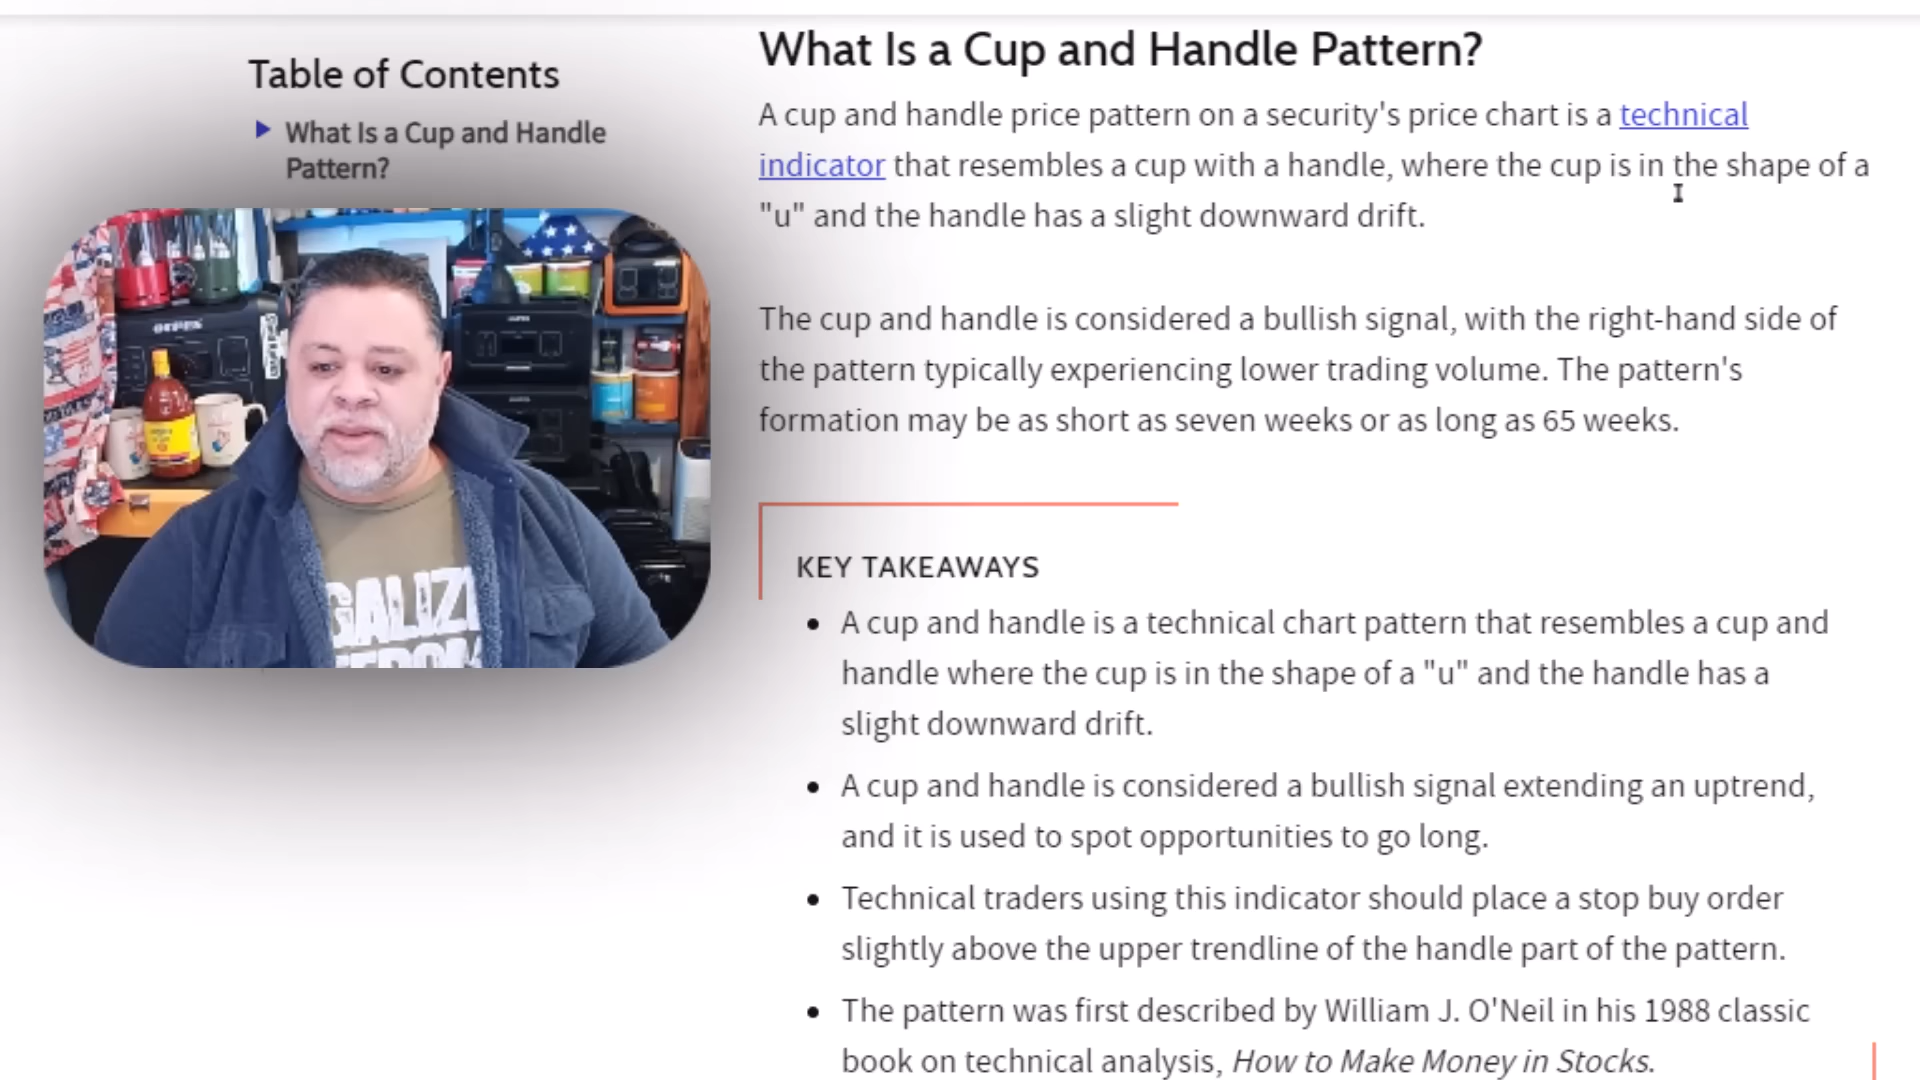 Table of Contents
What Is a Cup and Handle
Pattern?
What Is a Cup and Handle Pattern?
A cup and handle price pattern on a security's price chart is a technical
indicator that resembles a cup with a handle, where the cup is in the shape of a
"u" and the handle has a slight downward drift.
The cup and handle is considered a bullish signal, with the right-hand side of
the pattern typically experiencing lower trading volume. The pattern's
formation may be as short as seven weeks or as long as 65 weeks.
KEY TAKEAWAYS
• A cup and handle is a technical chart pattern that resembles a cup and
handle where the cup is in the shape of a "u" and the handle has a
slight downward drift.
• A cup and handle is considered a bullish signal extending an uptrend,
and it is used to spot opportunities to go long.
• Technical traders using this indicator should place a stop buy order
slightly above the upper trendline of the handle part of the pattern.
• The pattern was first described by William J. O'Neil in his 1988 classic
book on technical analysis, How to Make Money in Stocks.
GALIZE